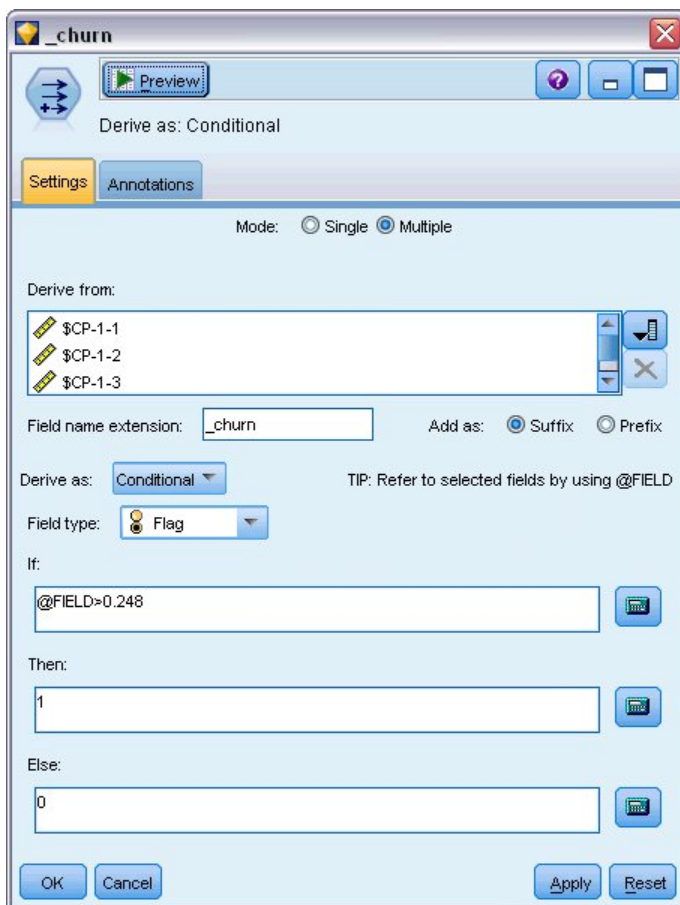 _churn
Preview
Derive as: Conditional
Settings Annotations
Mode: Single Multiple
Derive from:
$CP-1-1
$CP-1-2
$CP-1-3
Field name extension: _churn Add as: Suffix Prefix
Derive as: Conditional TIP: Refer to selected fields by using @FIELD
Field type: Flag
If:
@FIELD>0.248
Then:
1
Else:
0
OK Cancel Apply Reset